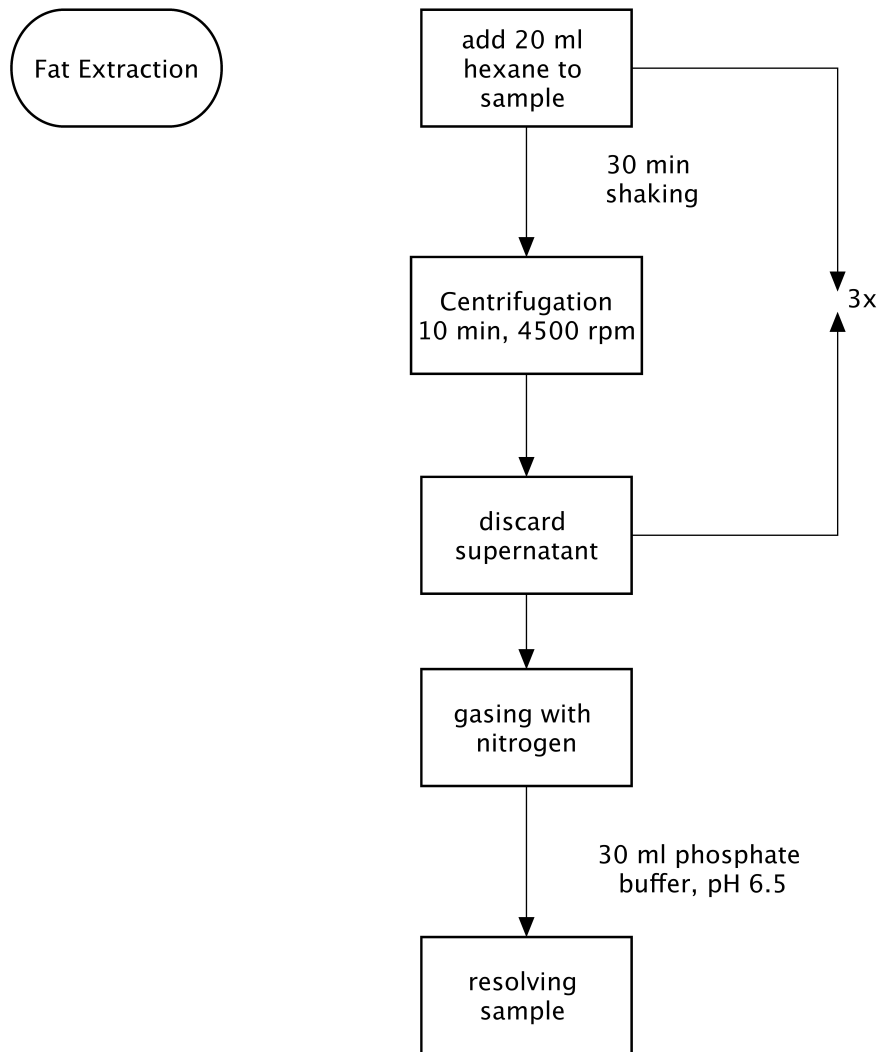 Fat Extraction
add 20 ml
hexane to
sample
30 min
shaking
Centrifugation
10 min, 4500 rpm
3x
discard
supernatant
gasing with
nitrogen
30 ml phosphate
buffer, pH 6.5
resolving
sample